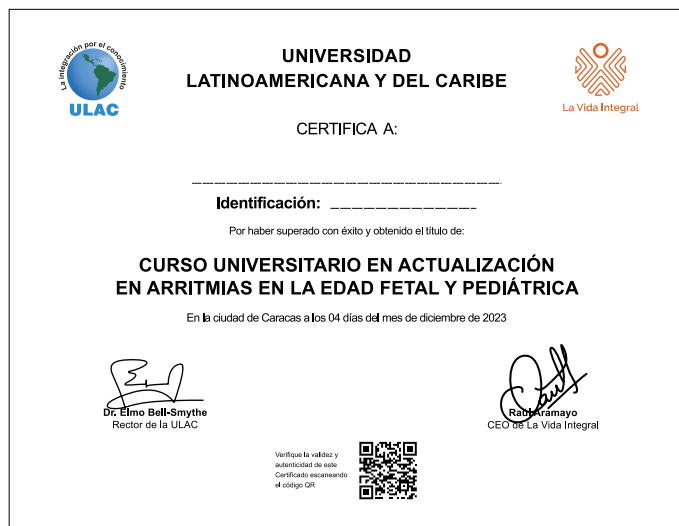 La integración por el conocimiento
ULAC
UNIVERSIDAD
LATINOAMERICANA Y DEL CARIBE
La Vida Integral
CERTIFICA A:
Identificación:
Por haber superado con éxito y obtenido el título de:
CURSO UNIVERSITARIO EN ACTUALIZACIÓN
EN ARRITMIAS EN LA EDAD FETAL Y PEDIÁTRICA
En la ciudad de Caracas a los 04 días del mes de diciembre de 2023
Dr. Elmo Bell-Smythe
Rector de la ULAC
Raúl Aramayo
CEO de La Vida Integral
Verifique la validez y
autenticidad de este
Certificado escaneando
el código QR